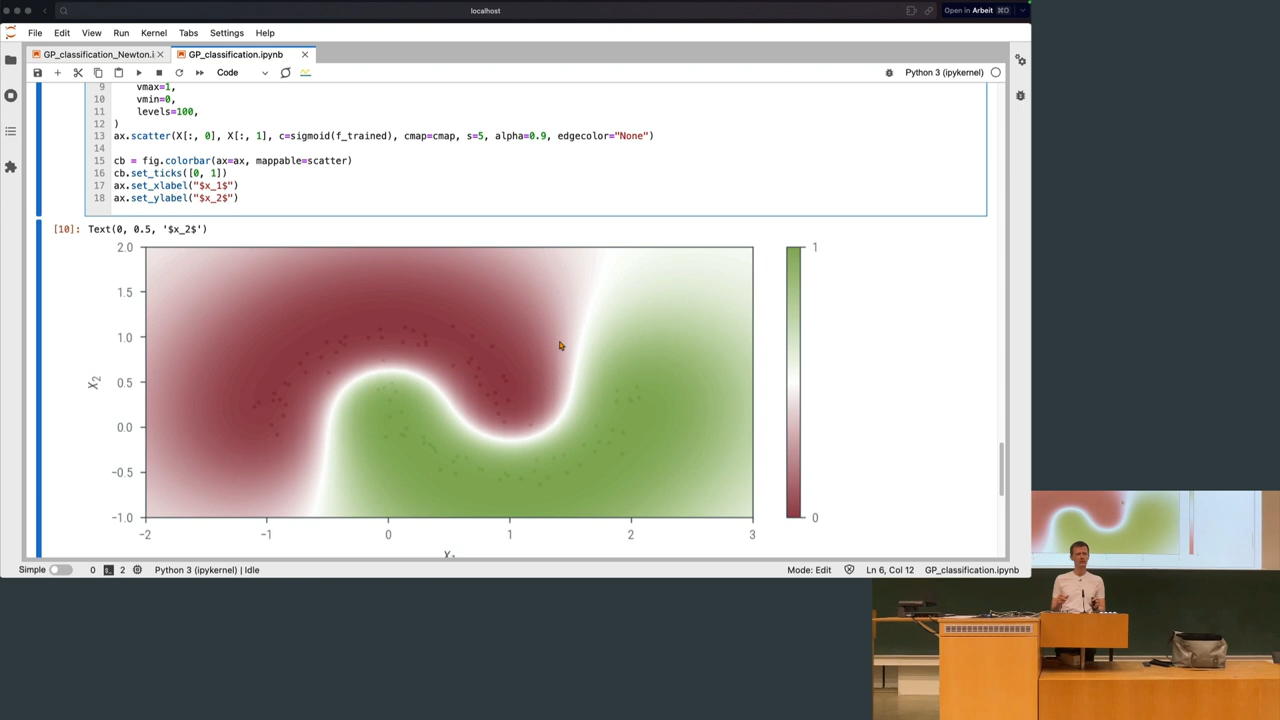 localhost
Open in Arbeit ⌘O
File Edit View Run Kernel Tabs Settings Help
GP_classification_Newton.i
GP_classification.ipynb
Code
Python 3 (ipykernel)
9 vmax=1,
10 vmin=0,
11 levels=100,
12 )
13 ax.scatter(X[:, 0], X[:, 1], c=sigmoid(f_trained), cmap=cmap, s=5, alpha=0.9, edgecolor="None")
14
15 cb = fig.colorbar(ax=ax, mappable=scatter)
16 cb.set_ticks([0, 1])
17 ax.set_xlabel("$x_1$")
18 ax.set_ylabel("$x_2$")
[10]: Text(0, 0.5, '$x_2$')
2.0
1.5
1.0
0.5
0.0
−0.5
−1.0
x2
−2 −1 0 1 2 3
1
0
Simple 0 2 Python 3 (ipykernel) | Idle
Mode: Edit Ln 6, Col 12 GP_classification.ipynb